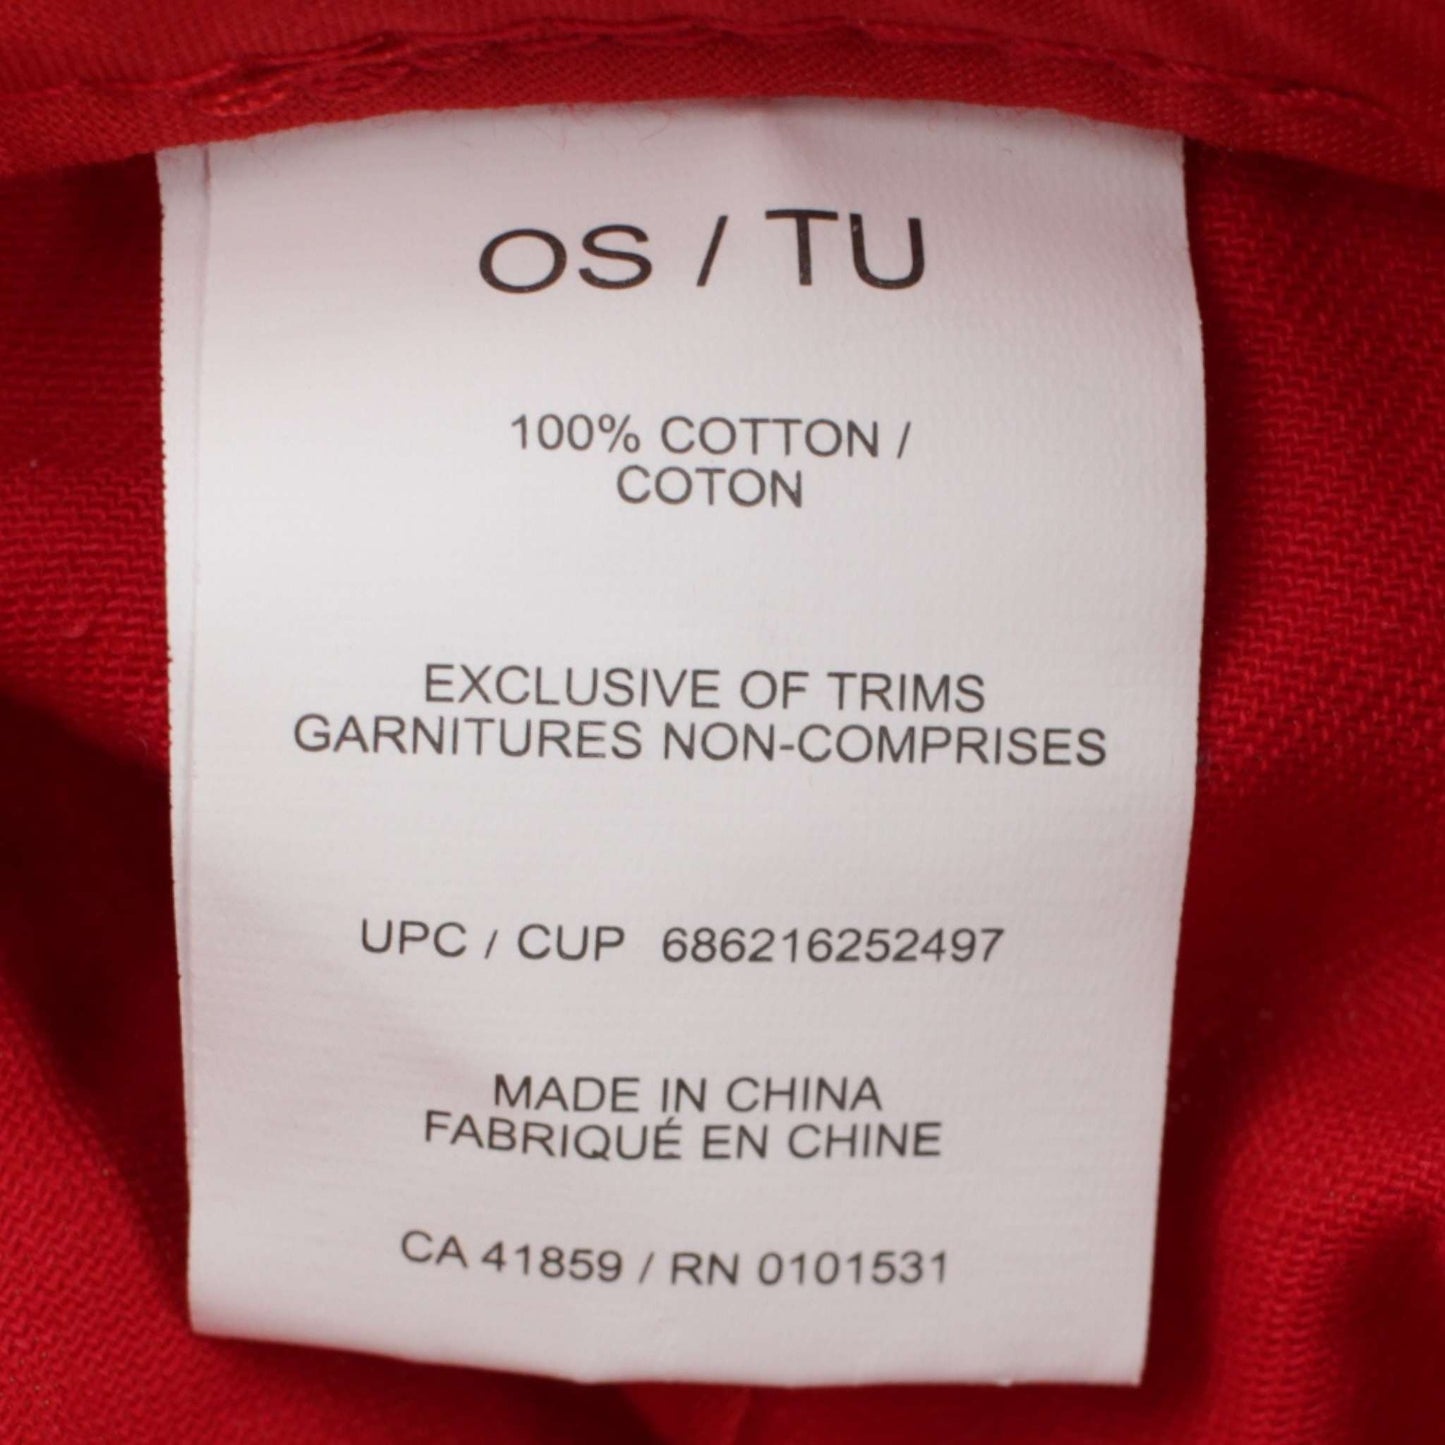 OS / TU
100% COTTON /
COTON
EXCLUSIVE OF TRIMS
GARNITURES NON-COMPRISES
UPC / CUP 686216252497
MADE IN CHINA
FABRIQUÉ EN CHINE
CA 41859 / RN 0101531